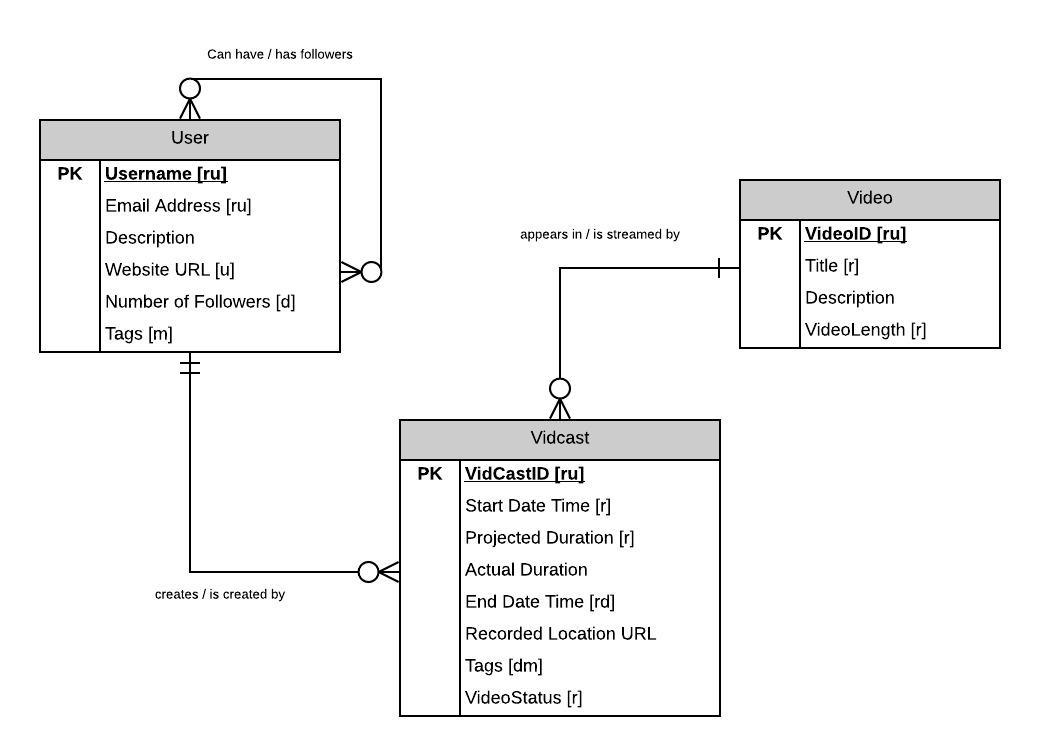 Can have / has followers
User
PK Username [ru]
Email Address [ru]
Description
Website URL [u]
Number of Followers [d]
Tags [m]
appears in / is streamed by
Video
PK VideoID [ru]
Title [r]
Description
VideoLength [r]
creates / is created by
Vidcast
PK VidCastID [ru]
Start Date Time [r]
Projected Duration [r]
Actual Duration
End Date Time [rd]
Recorded Location URL
Tags [dm]
VideoStatus [r]